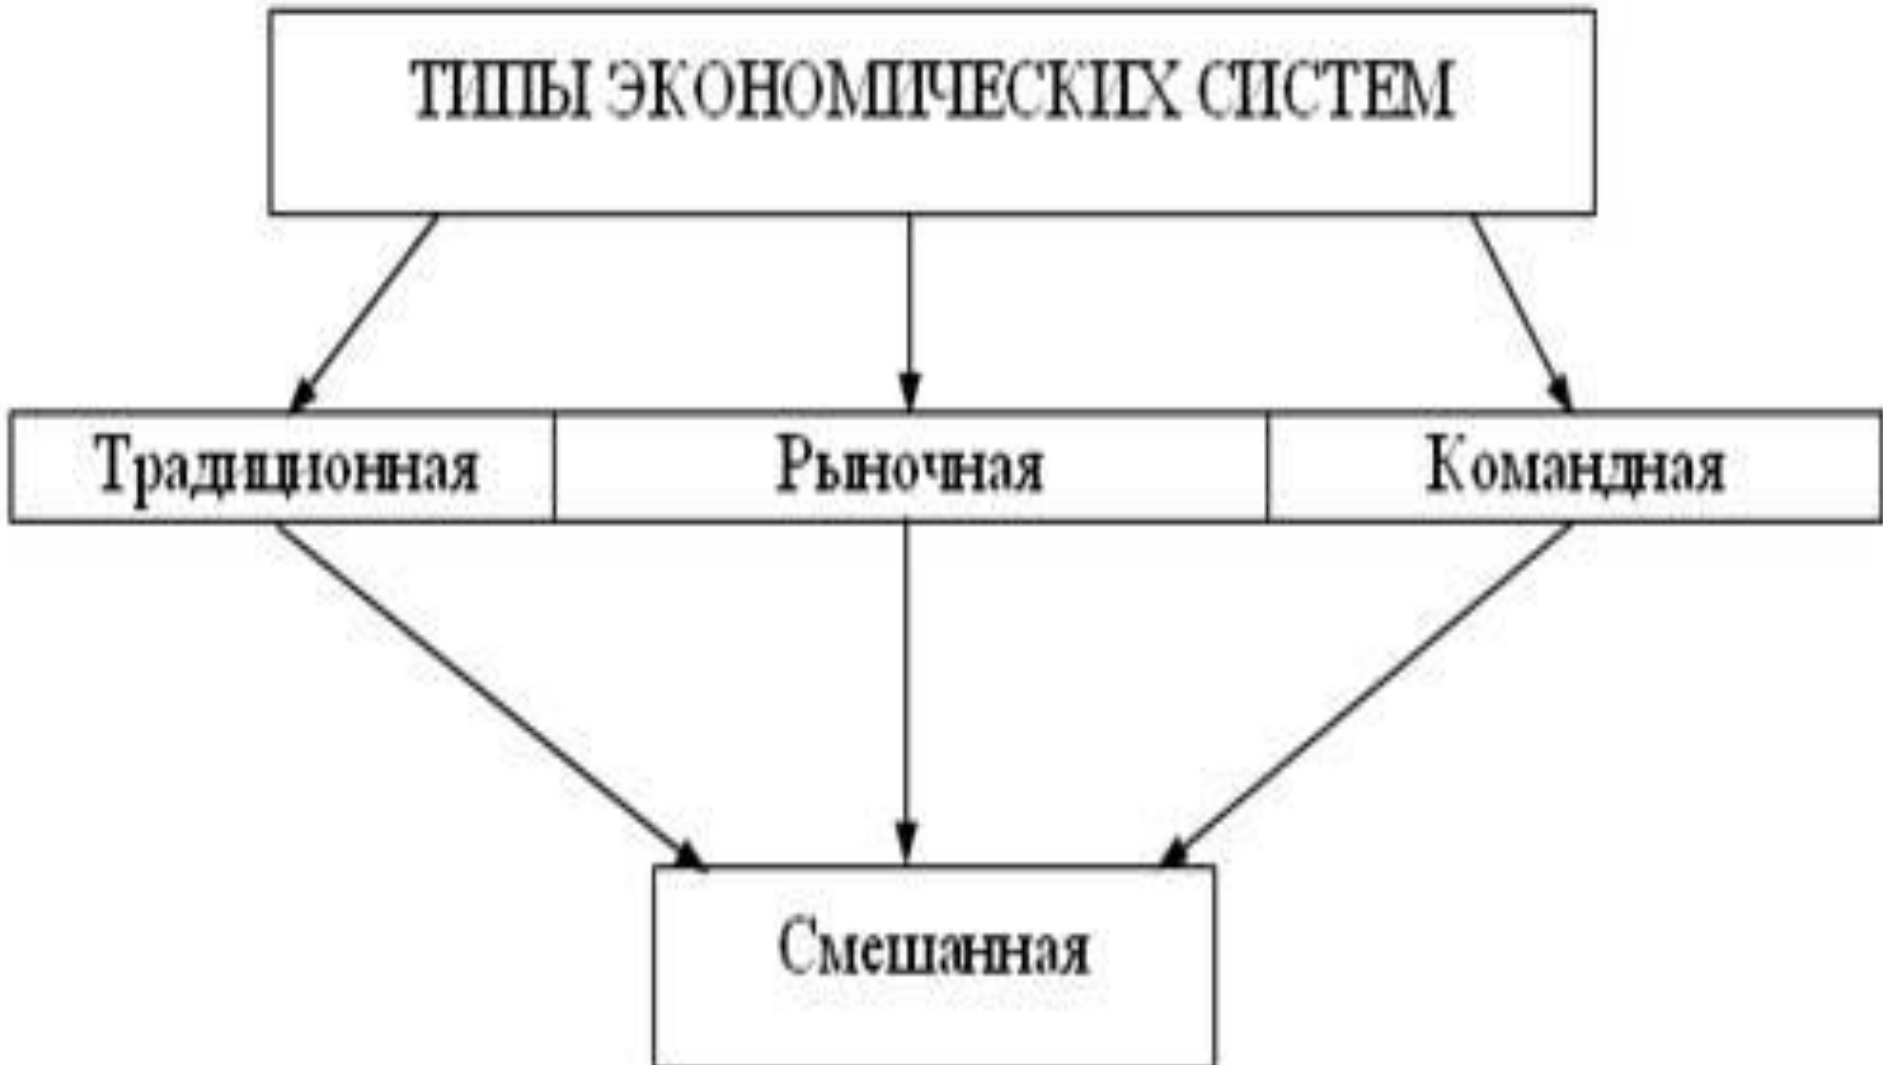 ТИПЫ ЭКОНОМИЧЕСКИХ СИСТЕМ
Традиционная
Рыночная
Командная
Смешанная